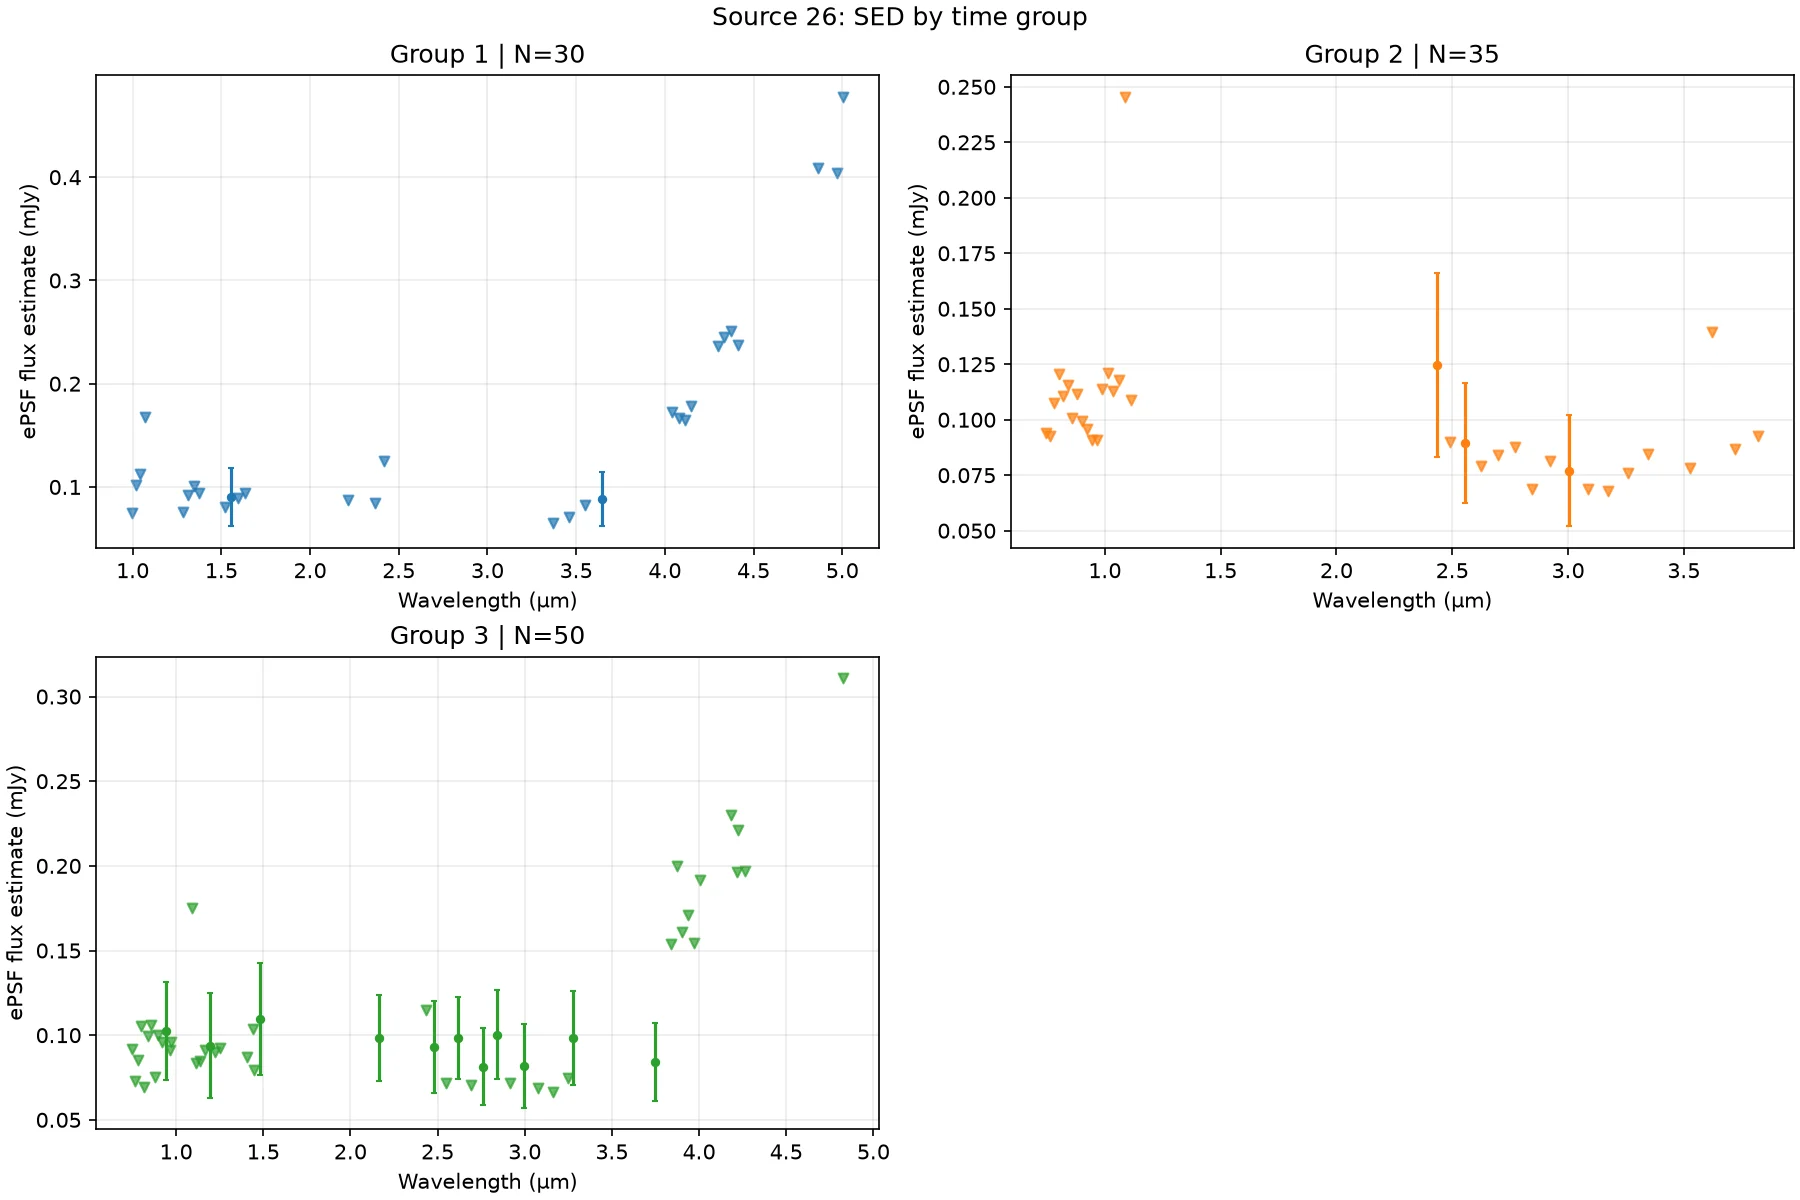 Source 26: SED by time group
Group 1 | N=30
ePSF flux estimate (mJy)
0.4
0.3
0.2
0.1
1.0 1.5 2.0 2.5 3.0 3.5 4.0 4.5 5.0
Wavelength (μm)
Group 2 | N=35
ePSF flux estimate (mJy)
0.250
0.225
0.200
0.175
0.150
0.125
0.100
0.075
0.050
1.0 1.5 2.0 2.5 3.0 3.5
Wavelength (μm)
Group 3 | N=50
ePSF flux estimate (mJy)
0.30
0.25
0.20
0.15
0.10
0.05
1.0 1.5 2.0 2.5 3.0 3.5 4.0 4.5 5.0
Wavelength (μm)